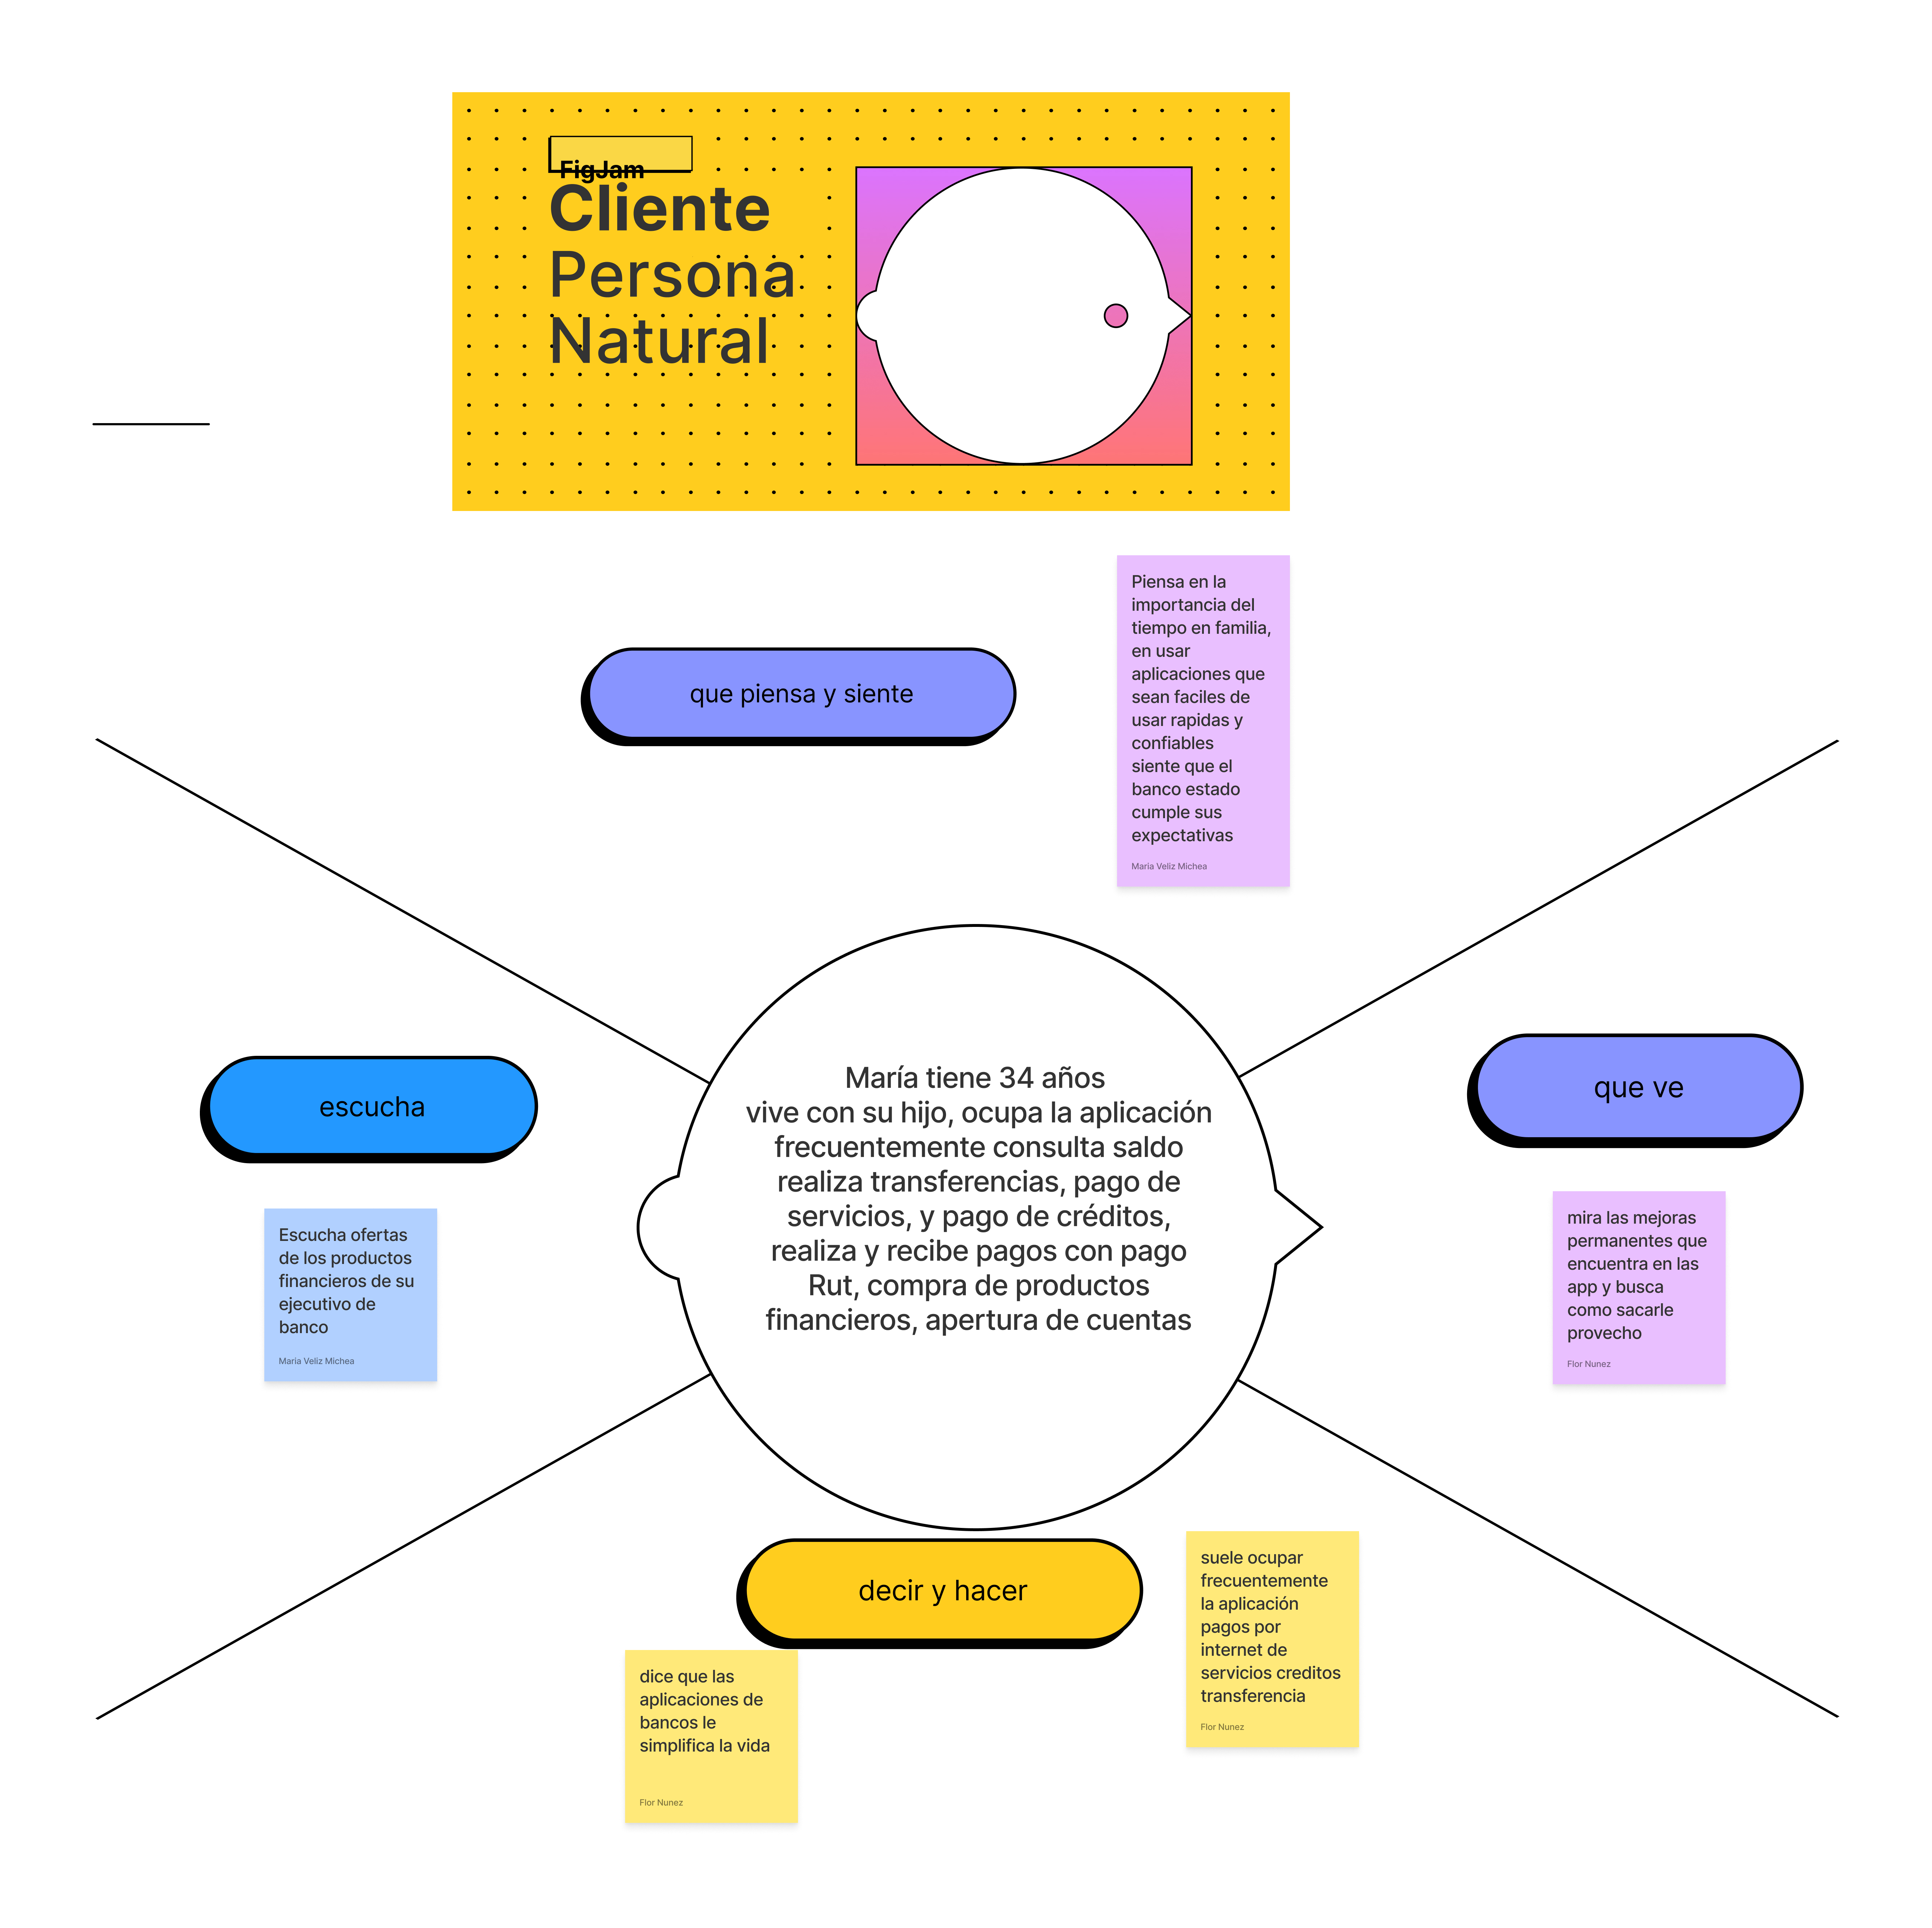 FigJam
Cliente
Persona
Natural
Piensa en la
importancia del
tiempo en familia,
en usar
aplicaciones que
sean faciles de
usar rapidas y
confiables
siente que el
banco estado
cumple sus
expectativas
Maria Veliz Michea
que piensa y siente
escucha
Escucha ofertas
de los productos
financieros de su
ejecutivo de
banco
Maria Veliz Michea
María tiene 34 años
vive con su hijo, ocupa la aplicación
frecuentemente consulta saldo
realiza transferencias, pago de
servicios, y pago de créditos,
realiza y recibe pagos con pago
Rut, compra de productos
financieros, apertura de cuentas
que ve
mira las mejoras
permanentes que
encuentra en las
app y busca
como sacarle
provecho
Flor Nunez
decir y hacer
dice que las
aplicaciones de
bancos le
simplifica la vida
Flor Nunez
suele ocupar
frecuentemente
la aplicación
pagos por
internet de
servicios creditos
transferencia
Flor Nunez